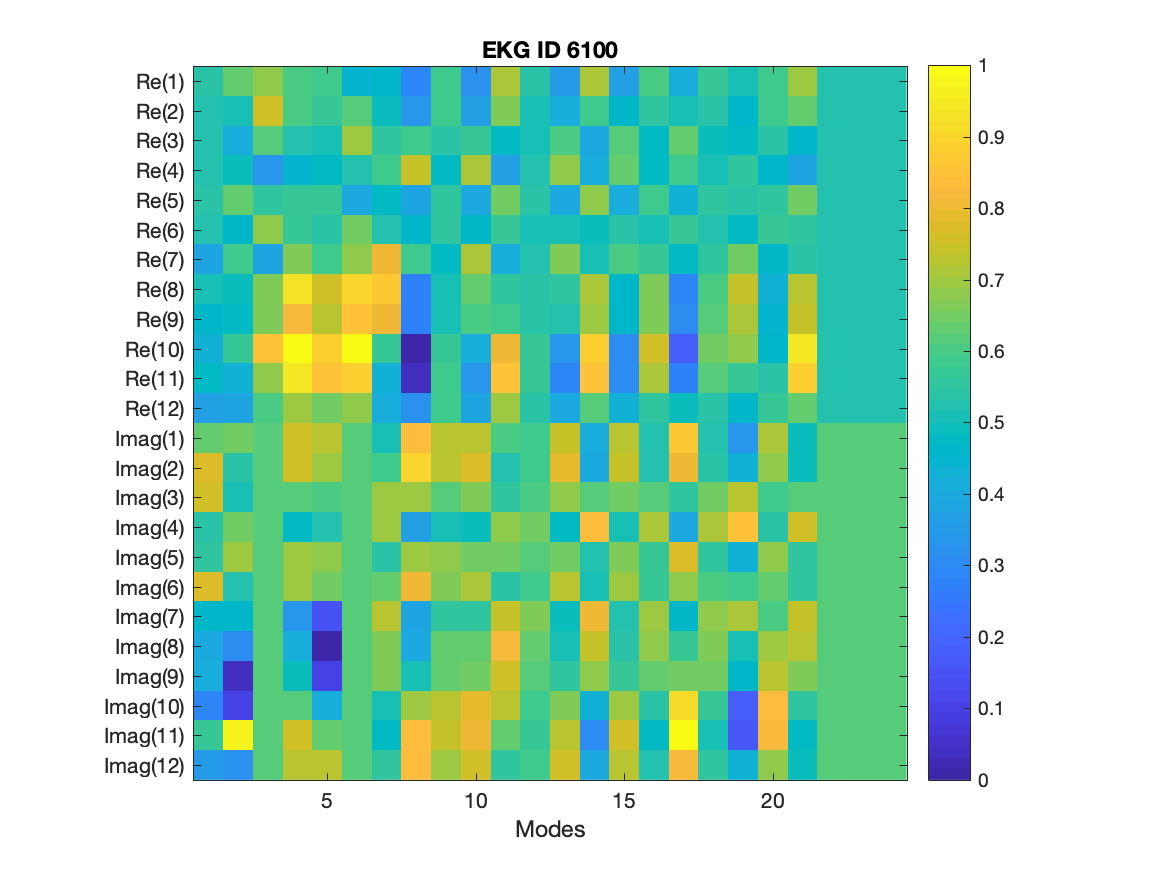 EKG ID 6100
Re(1)
Re(2)
Re(3)
Re(4)
Re(5)
Re(6)
Re(7)
Re(8)
Re(9)
Re(10)
Re(11)
Re(12)
Imag(1)
Imag(2)
Imag(3)
Imag(4)
Imag(5)
Imag(6)
Imag(7)
Imag(8)
Imag(9)
Imag(10)
Imag(11)
Imag(12)
5 10 15 20
Modes
1
0.9
0.8
0.7
0.6
0.5
0.4
0.3
0.2
0.1
0